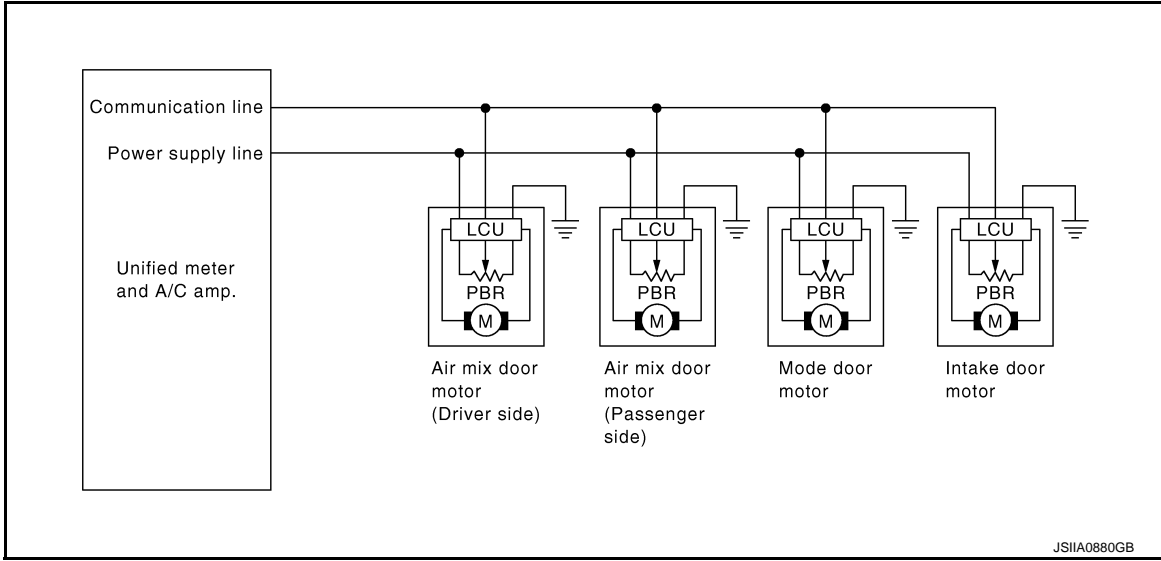 Communication line
Power supply line
Unified meter
and A/C amp.
LCU
PBR
M
Air mix door
motor
(Driver side)
LCU
PBR
M
Air mix door
motor
(Passenger
side)
LCU
PBR
M
Mode door
motor
LCU
PBR
M
Intake door
motor
JSIIA0880GB